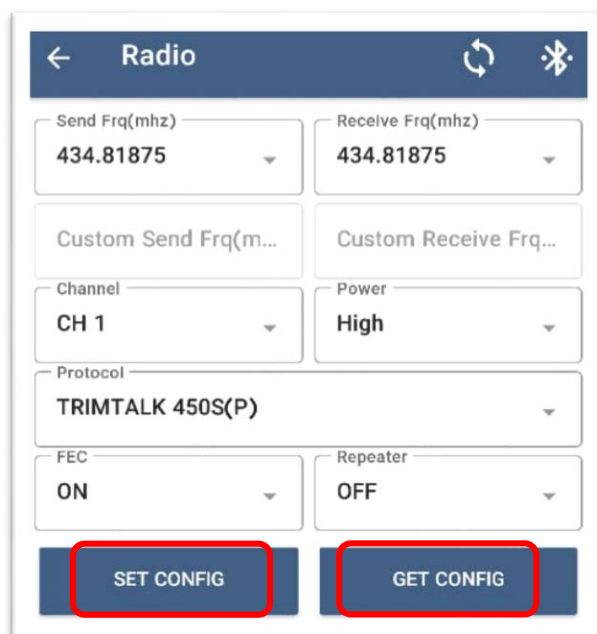 Radio
Send Frq(mhz) Receive Frq(mhz)
434.81875 434.81875
Custom Send Frq(m... Custom Receive Frq...
Channel Power
CH 1 High
Protocol
TRIMTALK 450S(P)
FEC Repeater
ON OFF
SET CONFIG GET CONFIG